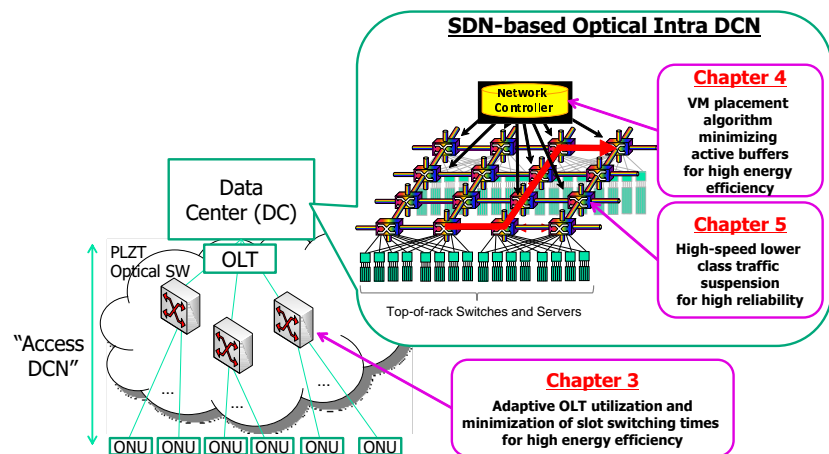 SDN-based Optical Intra DCN
Network
Controller
Chapter 4
VM placement
algorithm
minimizing
active buffers
for high energy
efficiency
Chapter 5
High-speed lower
class traffic
suspension
for high reliability
Top-of-rack Switches and Servers
Data
Center (DC)
PLZT
Optical SW
OLT
“Access
DCN”
...
...
...
ONU
ONU
ONU
ONU
ONU
ONU
Chapter 3
Adaptive OLT utilization and
minimization of slot switching times
for high energy efficiency